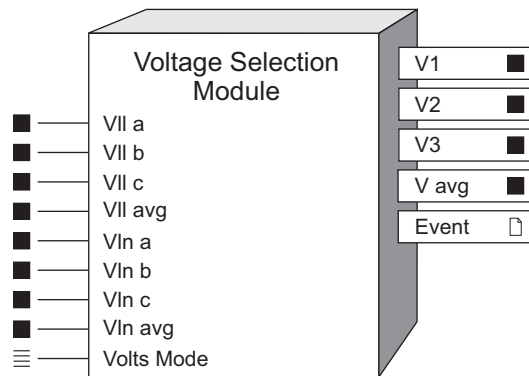 Voltage Selection
Module
Vll a
Vll b
Vll c
Vll avg
Vln a
Vln b
Vln c
Vln avg
Volts Mode
V1
V2
V3
V avg
Event